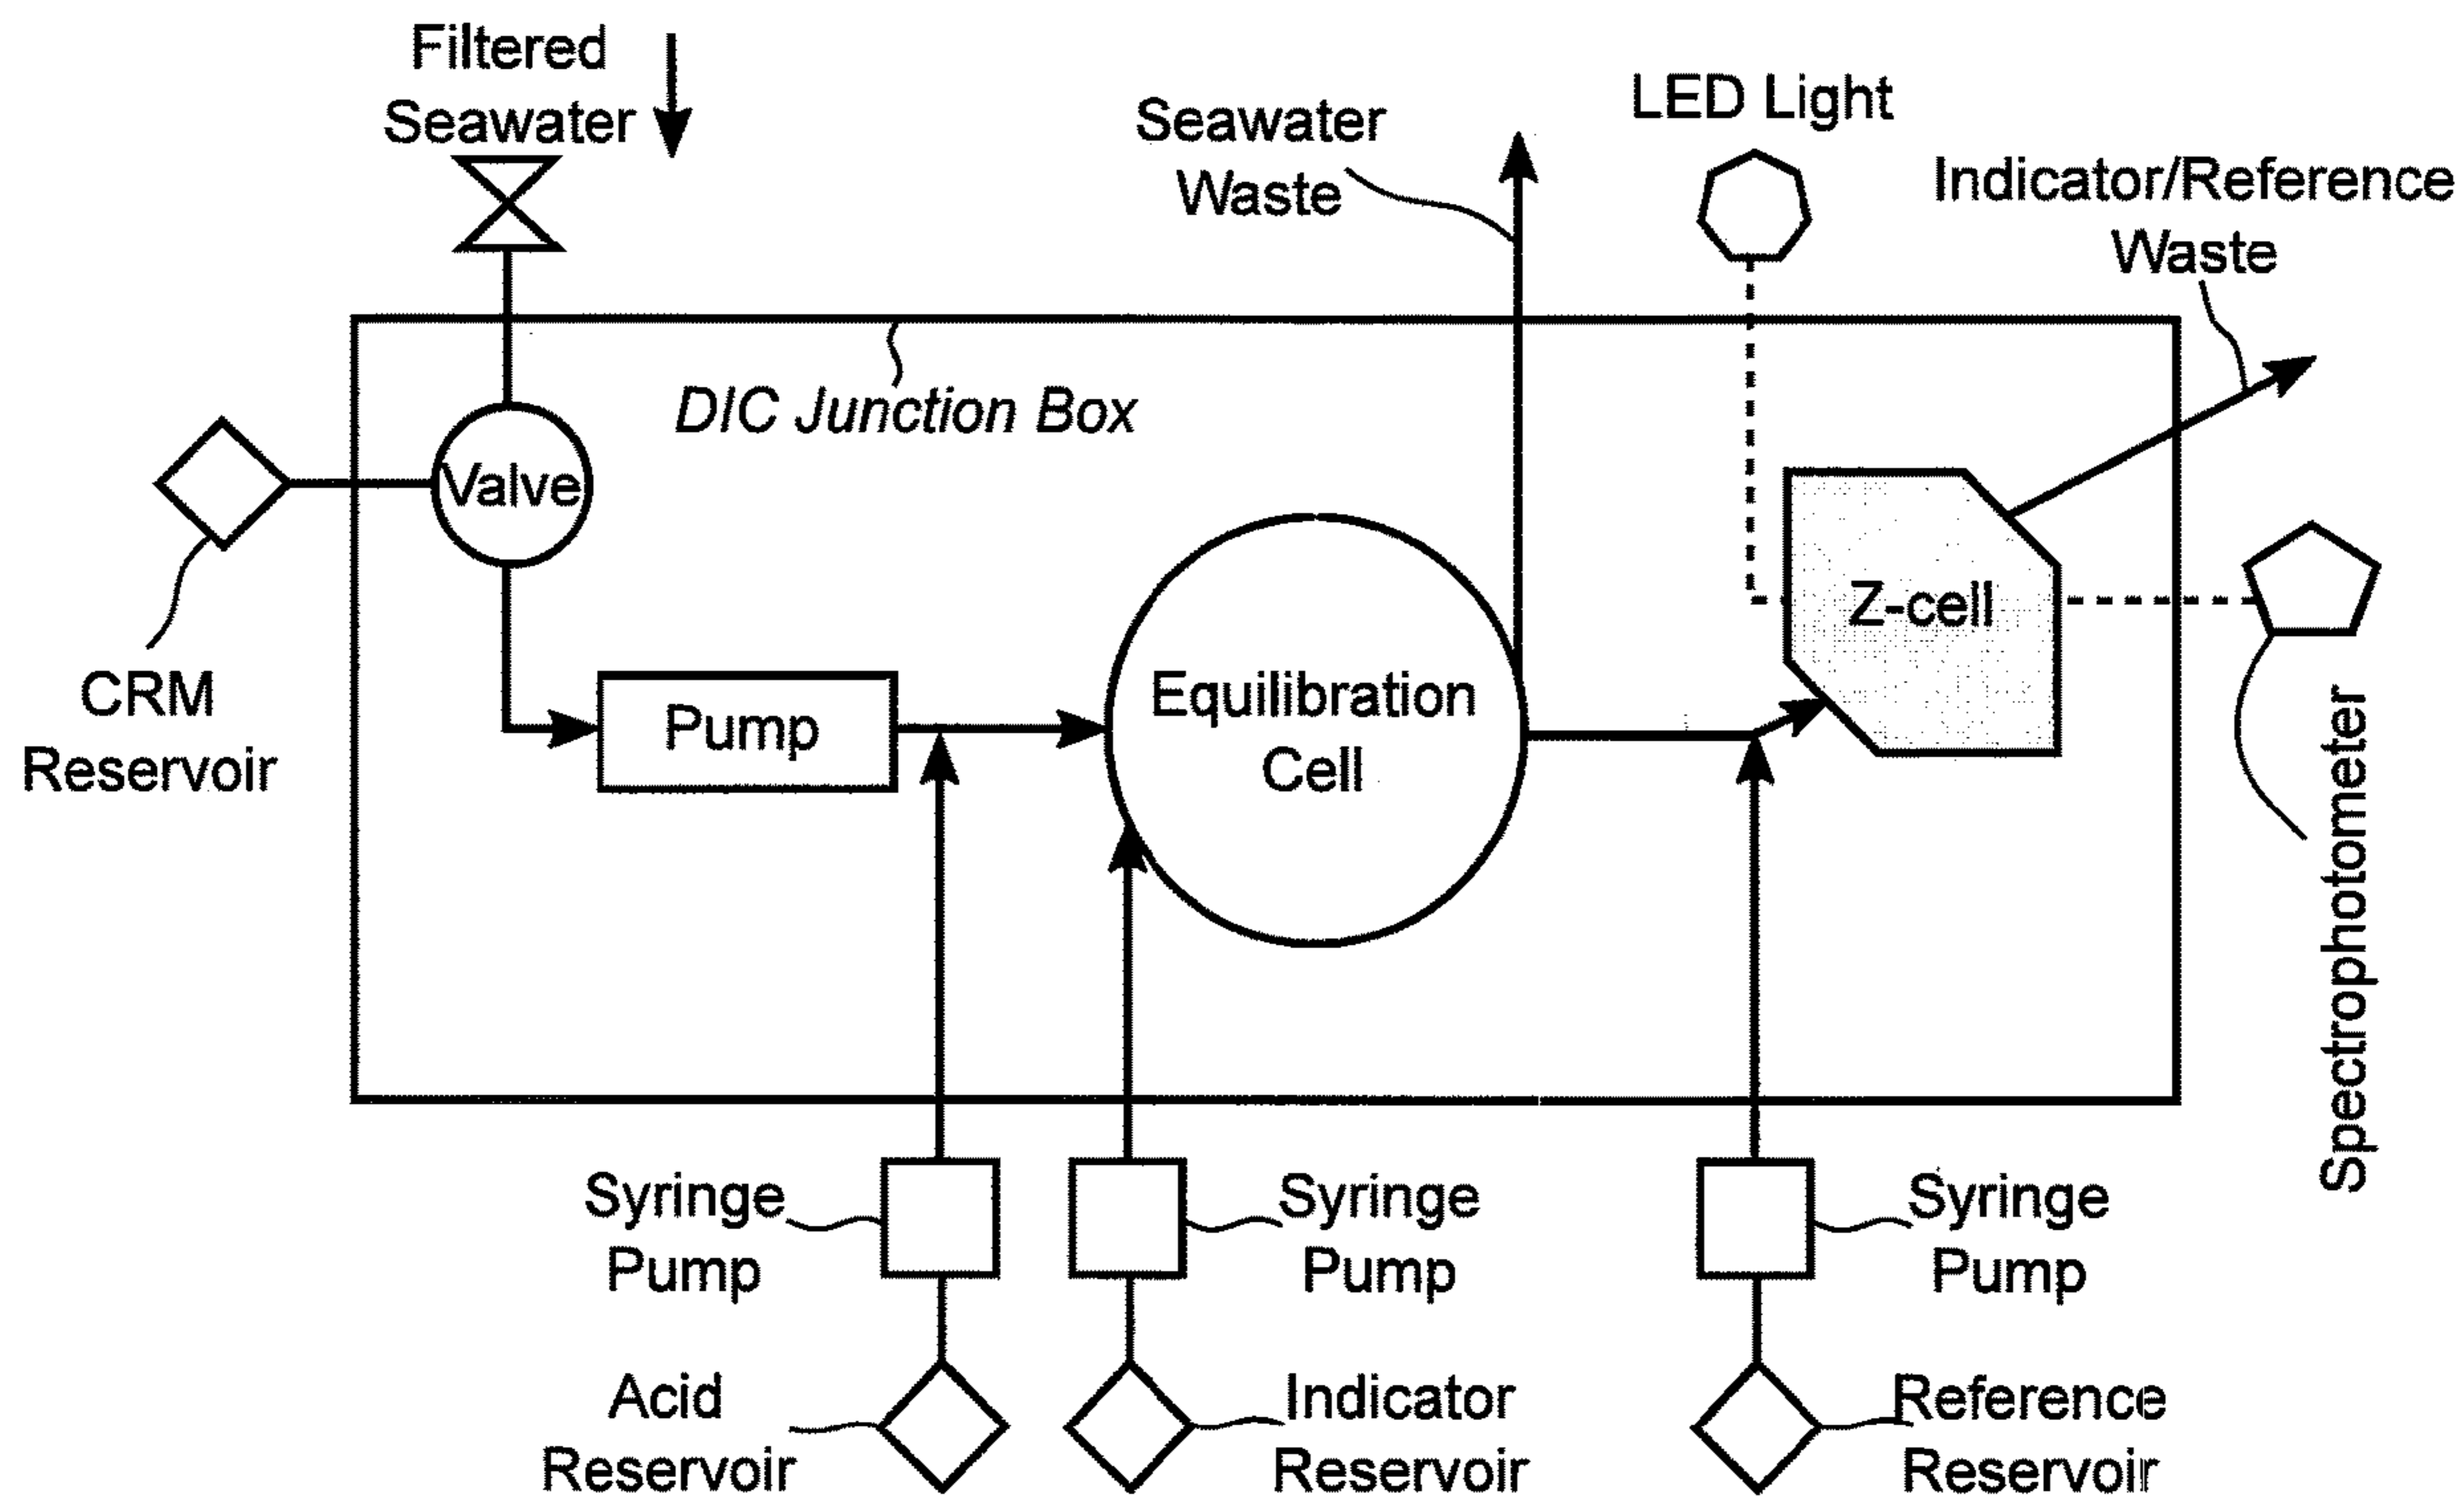 Filtered
Seawater
Seawater
Waste
LED Light
Indicator/Reference
Waste
DIC Junction Box
Valve
CRM
Reservoir
Pump
Equilibration
Cell
Z-cell
Spectrophotometer
Syringe
Pump
Syringe
Pump
Syringe
Pump
Acid
Reservoir
Indicator
Reservoir
Reference
Reservoir